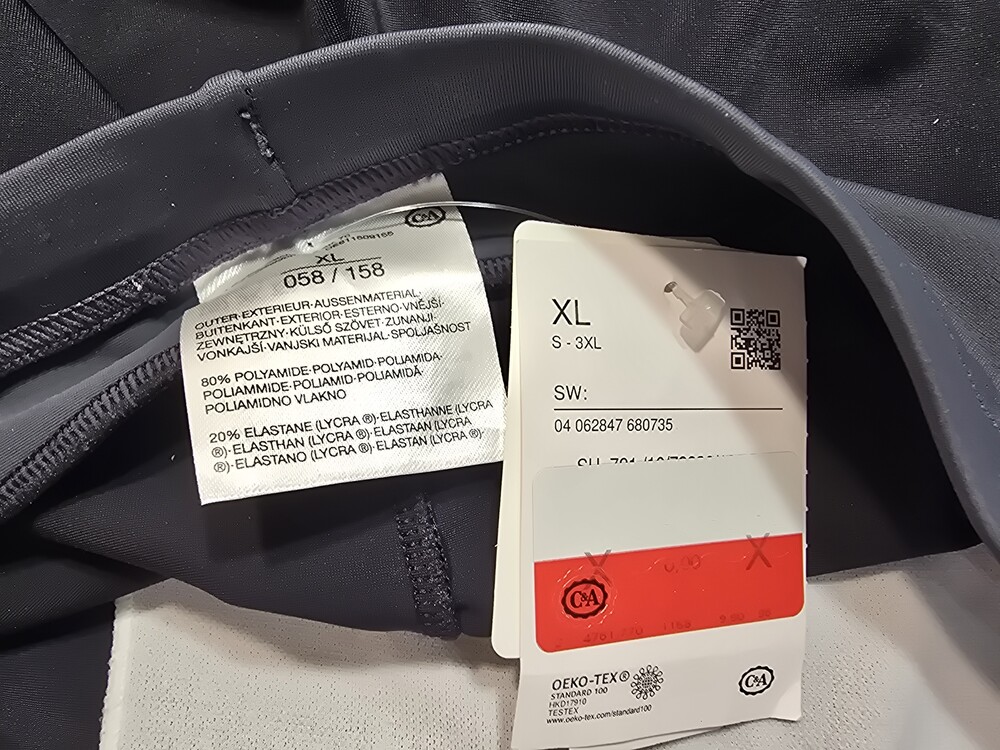 C&A
XL
058 / 158
OUTER·EXTERIEUR·AUSSENMATERIAL·
BUITENKANT·EXTERIOR·ESTERNO·VNĚJŠÍ·
ZEWNĘTRZNY·KÜLSŐ SZÖVET·ZUNANJI·
VONKAJŠÍ·VANJSKI MATERIJAL·SPOLJAŠNOST
80% POLYAMIDE·POLYAMID·POLIAMIDA·
POLIAMMIDE·POLIAMID·POLIAMIDĂ·
POLIAMIDNO VLAKNO
20% ELASTANE (LYCRA ®)·ELASTHANNE (LYCRA
®)·ELASTHAN (LYCRA ®)·ELASTAAN (LYCRA
®)·ELASTANO (LYCRA ®)·ELASTAN (LYCRA ®)·
XL
S - 3XL
SW:
04 062847 680735
X X
C&A
OEKO-TEX®
STANDARD 100
HKD17910
TESTEX
www.oeko-tex.com/standard100
C&A